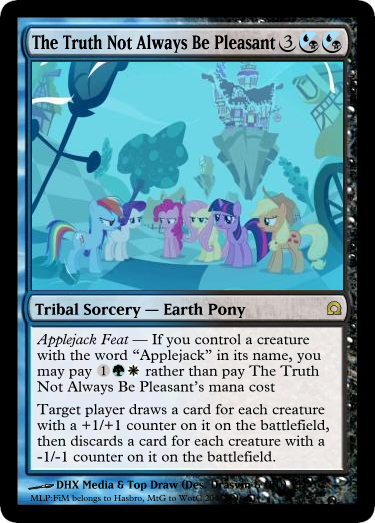 The Truth Not Always Be Pleasant 3
Tribal Sorcery — Earth Pony
Applejack Feat — If you control a
creature with the word “Applejack” in its name, you
may pay 1 rather than pay The Truth
Not Always Be Pleasant's mana cost
Target player draws a card for each creature
with a +1/+1 counter on it on the battlefield,
then discards a card for each creature with a
-1/-1 counter on it on the battlefield.
DHX Media & Top Draw (Des.
MLP:FiM belongs to Hasbro, MtG to WotC